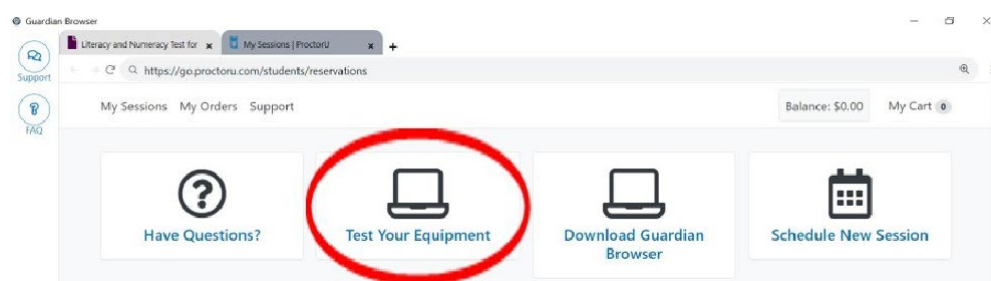 Guardian Browser
Literacy and Numeracy Test for
My Sessions | ProctorU
Support
https://go.proctoru.com/students/reservations
FAQ
My Sessions My Orders Support
Balance: $0.00 My Cart 0
Have Questions?
Test Your Equipment
Download Guardian
Browser
Schedule New Session